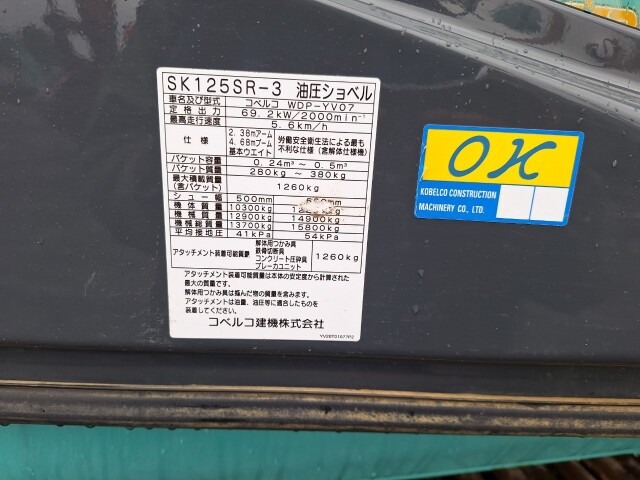 SK125SR-3 油圧ショベル
車名及び型式 コベルコ WDP-YV07
定格出力 69.2kW/2000min⁻¹
最高走行速度 5.6km/h
仕様 2.38mアーム 4.68mブーム 基本ウエイト 労働安全衛生法による最も不利な仕様(含解体仕様機)
バケット容量 0.24m³ ～ 0.5m³
バケット質量 280kg ～ 380kg
最大積載質量(含バケット) 1260kg
シュー幅 500mm
機体質量 10300kg
機械質量 12900kg 14900kg
機械総質量 13700kg 15800kg
平均接地圧 41kPa 54kPa
アタッチメント装着可能質量 解体用つかみ具 鉄骨切断具 コンクリート圧砕具 ブレーカユニット 1260kg
アタッチメント装着可能質量は本体の安定度から計算された
最大の質量です。
解体用つかみ具は掴んだ物の質量を含みます。
アタッチメントは油量、油圧等に適合したものを
装着してください。
コベルコ建機株式会社
YV20T01077P2
OK
KOBELCO CONSTRUCTION
MACHINERY CO., LTD.